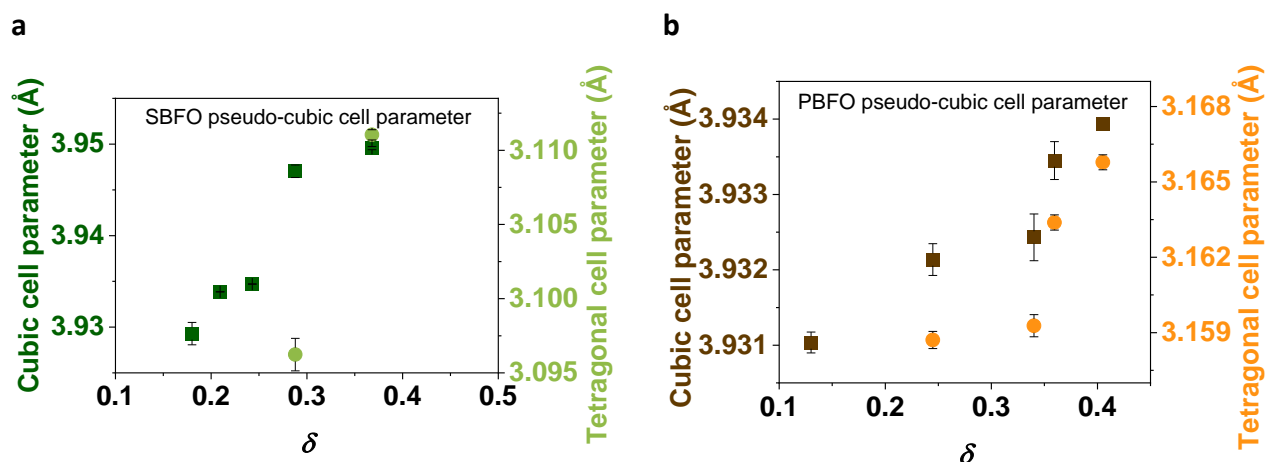 a
SBFO pseudo-cubic cell parameter
Cubic cell parameter (Å)
3.95
3.94
3.93
Tetragonal cell parameter (Å)
3.110
3.105
3.100
3.095
0.1 0.2 0.3 0.4 0.5
δ
b
PBFO pseudo-cubic cell parameter
Cubic cell parameter (Å)
3.934
3.933
3.932
3.931
Tetragonal cell parameter (Å)
3.168
3.165
3.162
3.159
0.1 0.2 0.3 0.4
δ